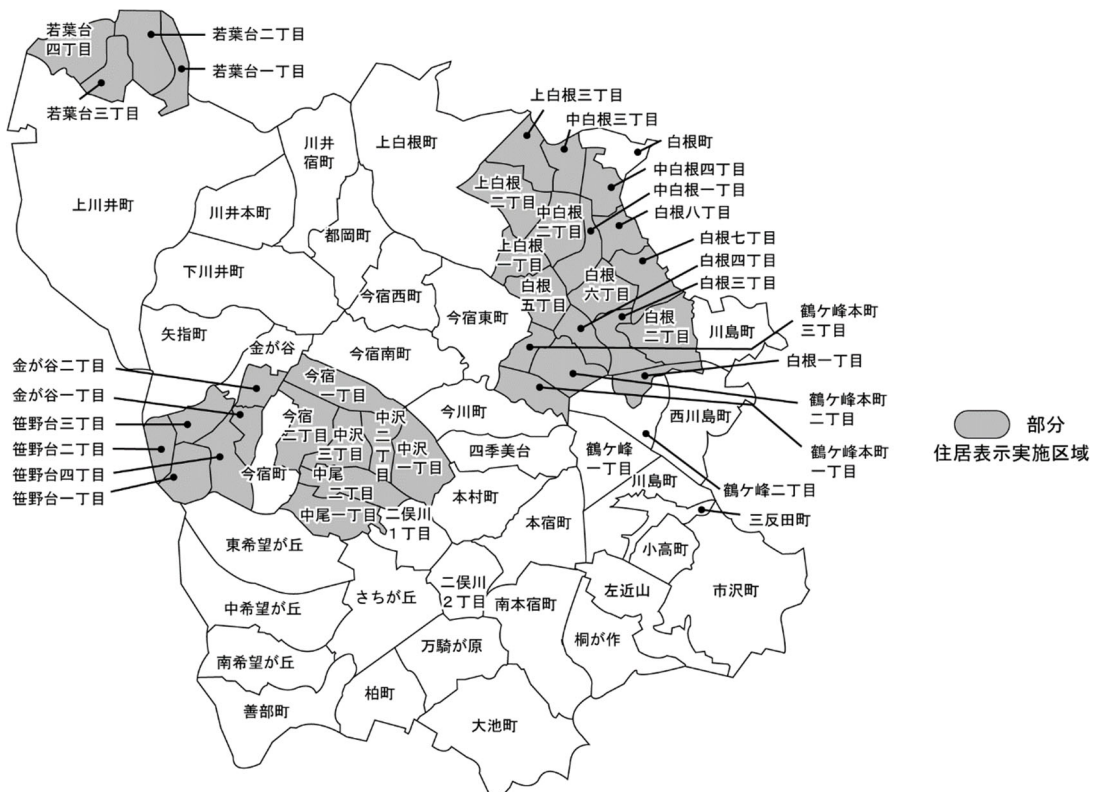 若葉台
四丁目
若葉台二丁目
若葉台一丁目
若葉台三丁目
上白根三丁目
中白根三丁目
白根町
中白根四丁目
中白根一丁目
白根八丁目
白根七丁目
白根四丁目
白根三丁目
鶴ケ峰本町
三丁目
白根一丁目
鶴ケ峰本町
二丁目
鶴ケ峰本町
一丁目
鶴ケ峰二丁目
三反田町
川井
宿町
上白根町
上白根
二丁目
中白根
二丁目
上白根
一丁目
白根
五丁目
白根
六丁目
白根
二丁目
川島町
上川井町
川井本町
都岡町
下川井町
今宿西町
今宿東町
矢指町
金が谷
今宿南町
金が谷二丁目
金が谷一丁目
笹野台三丁目
笹野台二丁目
笹野台四丁目
笹野台一丁目
今宿
一丁目
今宿
二丁目
中沢
三丁目
中沢
二
丁
目
中沢
一丁目
今宿町
中尾
二丁目
中尾一丁目
今川町
四季美台
鶴ケ峰
一丁目
西川島町
川島町
本村町
二俣川
1丁目
本宿町
東希望が丘
小高町
中希望が丘
さちが丘
二俣川
2丁目
南本宿町
左近山
市沢町
南希望が丘
万騎が原
桐が作
善部町
柏町
大池町
部分
住居表示実施区域